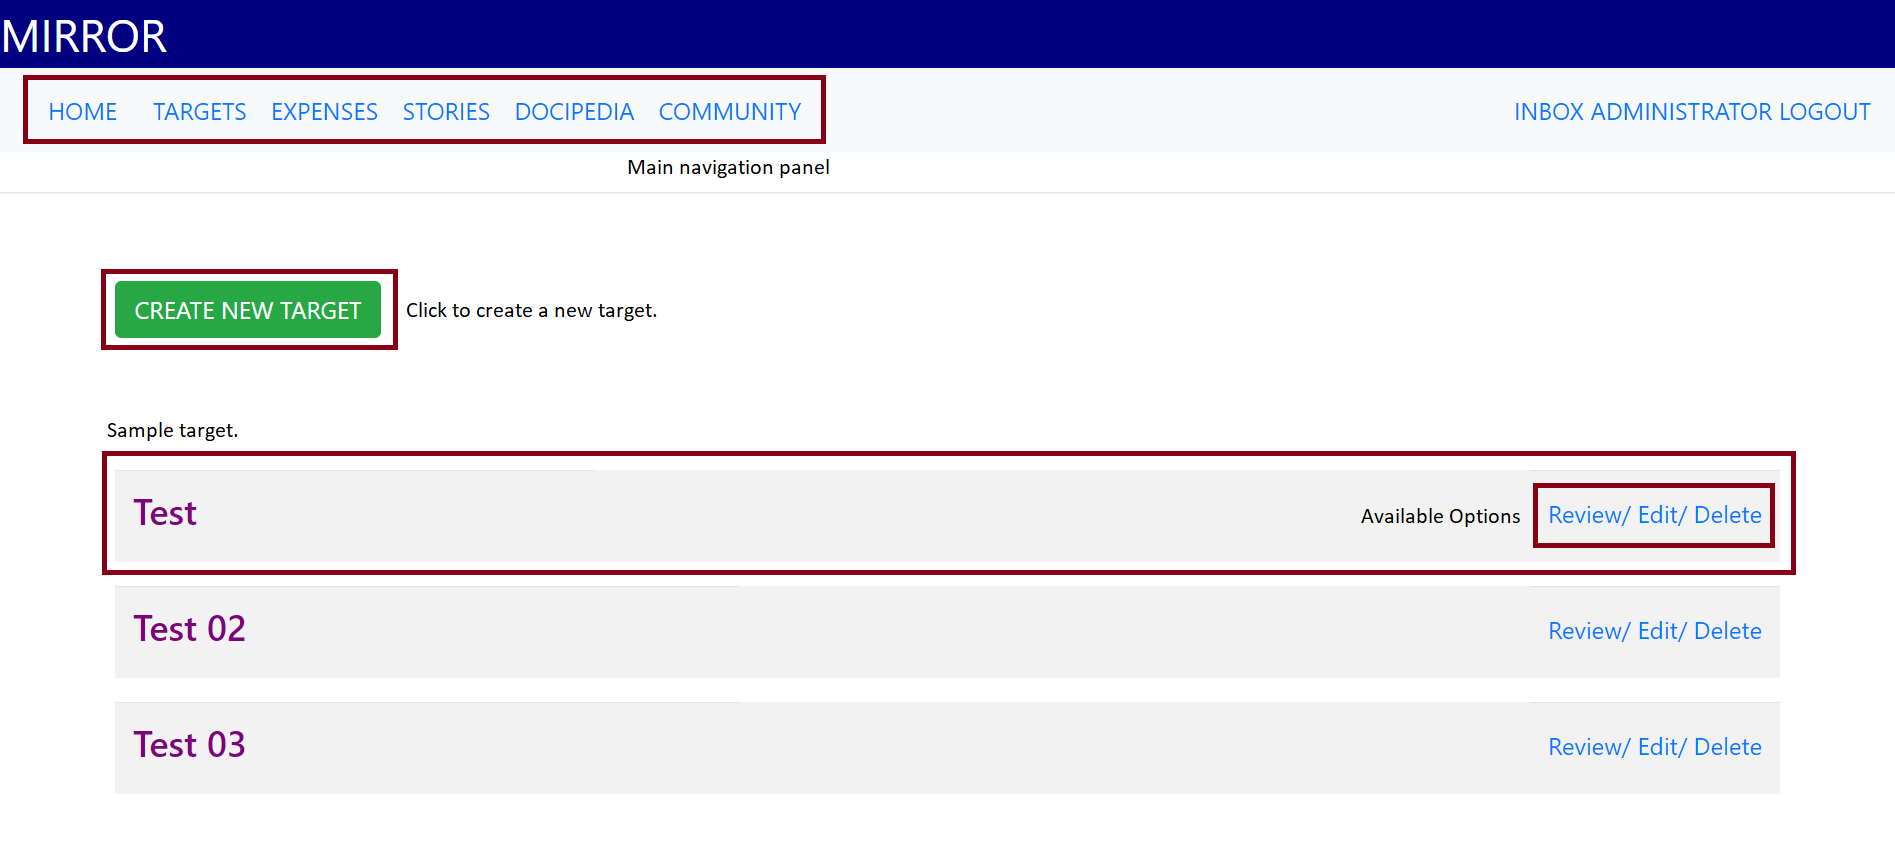 MIRROR
HOME TARGETS EXPENSES STORIES DOCIPEDIA COMMUNITY INBOX ADMINISTRATOR LOGOUT
Main navigation panel
CREATE NEW TARGET Click to create a new target.
Sample target.
Test Available Options Review/ Edit/ Delete
Test 02 Review/ Edit/ Delete
Test 03 Review/ Edit/ Delete